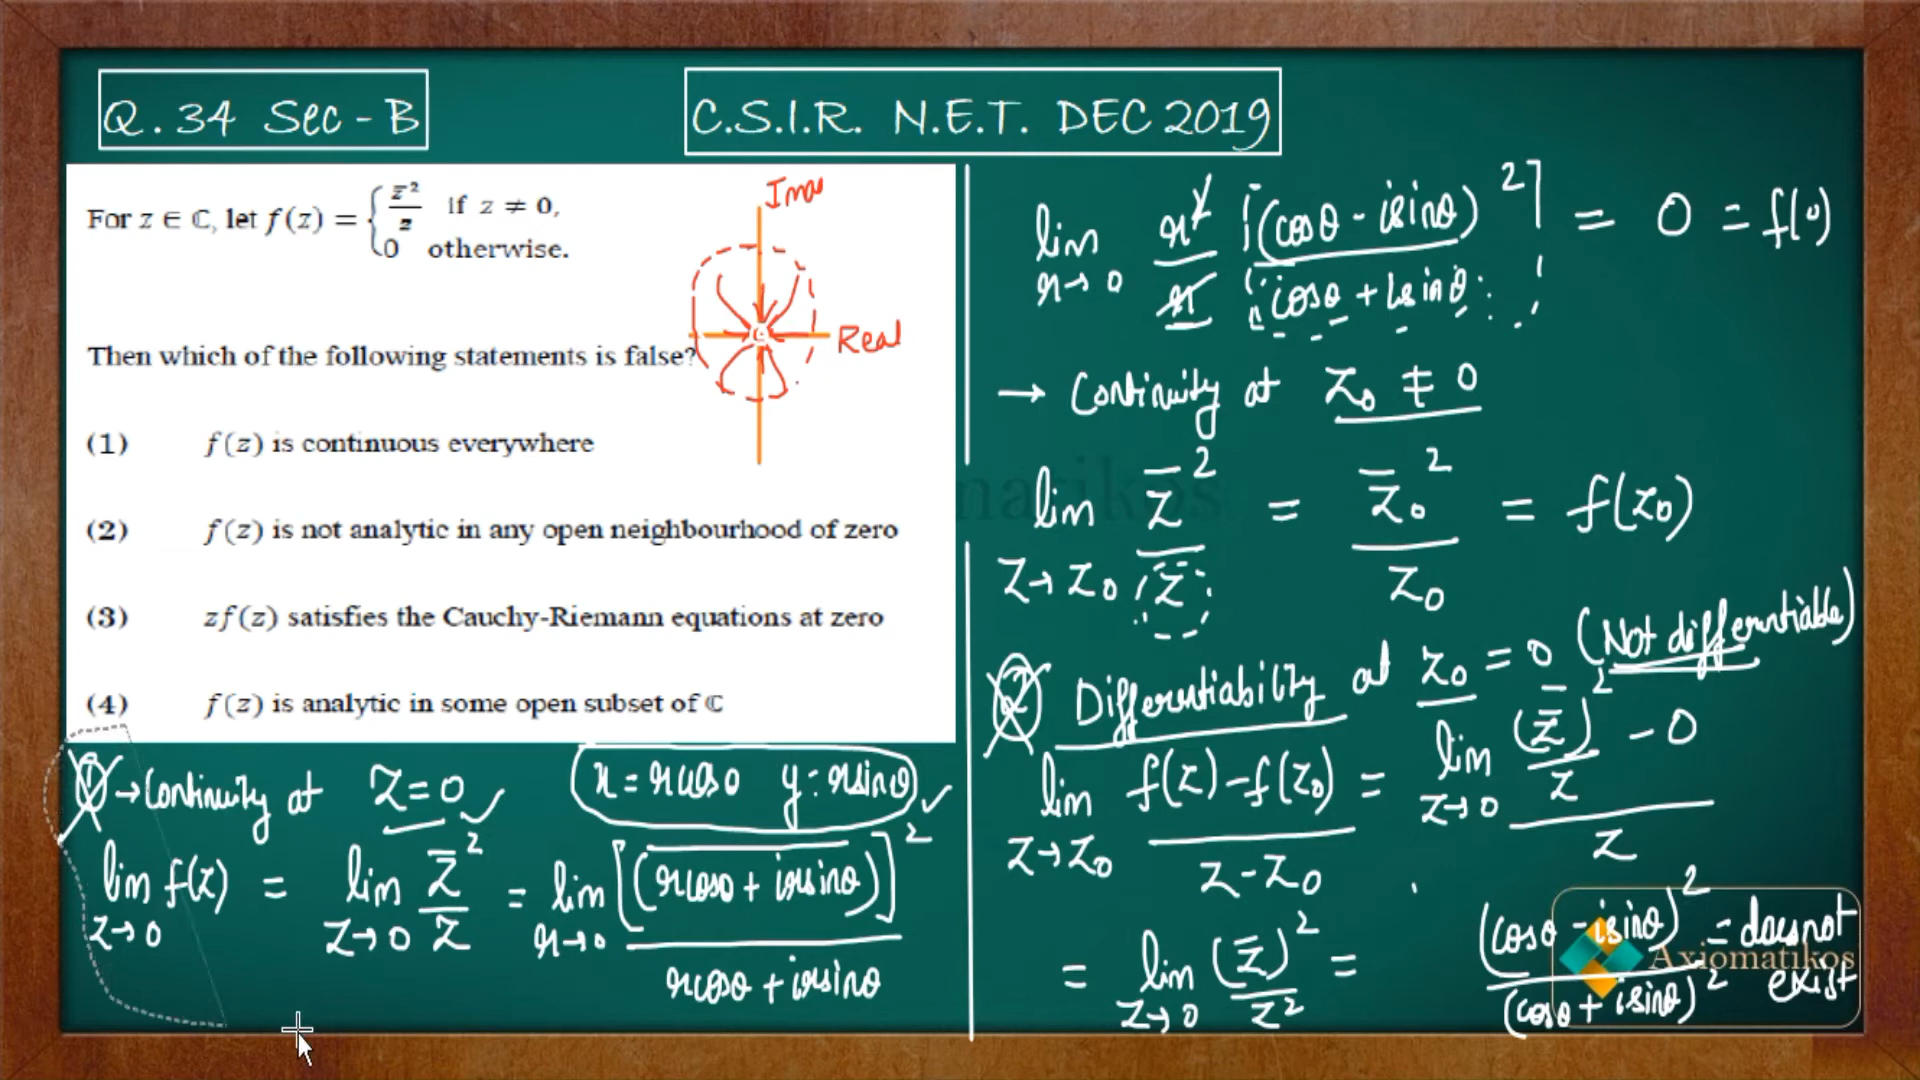 Q. 34 Sec - B
C.S.I.R. N.E.T. DEC 2019
For z ∈ ℂ, let f(z) = { z̄²/z if z ≠ 0,
0 otherwise.
Imag
Real
Then which of the following statements is false?
(1) f(z) is continuous everywhere
(2) f(z) is not analytic in any open neighbourhood of zero
(3) zf(z) satisfies the Cauchy-Riemann equations at zero
(4) f(z) is analytic in some open subset of ℂ
① → Continuity at z = 0 ✓ x = r cosθ y = r sinθ ✓
lim z→0 f(z) = lim z→0 z̄²/z = lim r→0 [(r cosθ + i r sinθ)]² / r cosθ + i r sinθ
lim r→0 r²/r [(cosθ - i sinθ)² / cosθ + i sinθ] = 0 = f(0)
→ Continuity at z₀ ≠ 0
lim z→z₀ z̄²/z = z̄₀²/z₀ = f(z₀)
② Differentiability at z₀ = 0 (Not differentiable)
lim z→z₀ f(z) - f(z₀) / z - z₀ = lim z→0 (z̄)²/z - 0 / z
= lim z→0 (z̄)²/z² = (cosθ - i sinθ)² / (cosθ + i sinθ)² = does not exist
Axiomatikos